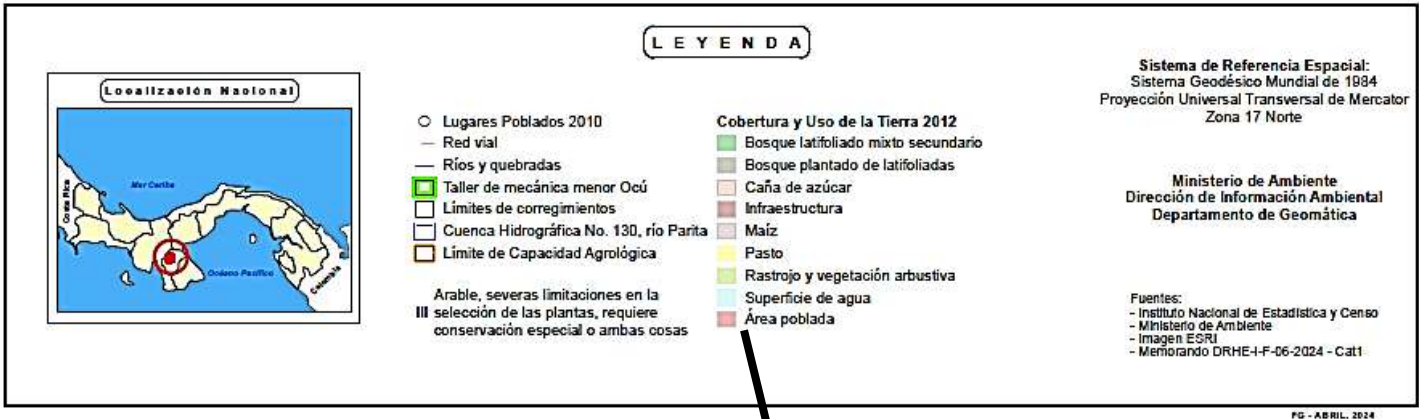 LEYENDA
Localización Nacional
Mar Caribe
Costa Rica
Océano Pacífico
Colombia
○ Lugares Poblados 2010
Red vial
Ríos y quebradas
Taller de mecánica menor Ocú
Límites de corregimientos
Cuenca Hidrográfica No. 130, río Parita
Límite de Capacidad Agrológica
Arable, severas limitaciones en la
III selección de las plantas, requiere
conservación especial o ambas cosas
Cobertura y Uso de la Tierra 2012
Bosque latifoliado mixto secundario
Bosque plantado de latifoliadas
Caña de azúcar
Infraestructura
Maíz
Pasto
Rastrojo y vegetación arbustiva
Superficie de agua
Área poblada
Sistema de Referencia Espacial:
Sistema Geodésico Mundial de 1984
Proyección Universal Transversal de Mercator
Zona 17 Norte
Ministerio de Ambiente
Dirección de Información Ambiental
Departamento de Geomática
Fuentes:
- Instituto Nacional de Estadística y Censo
- Ministerio de Ambiente
- Imagen ESRI
- Memorando DRHE-I-F-06-2024 - Cat1
FG - ABRIL, 2024